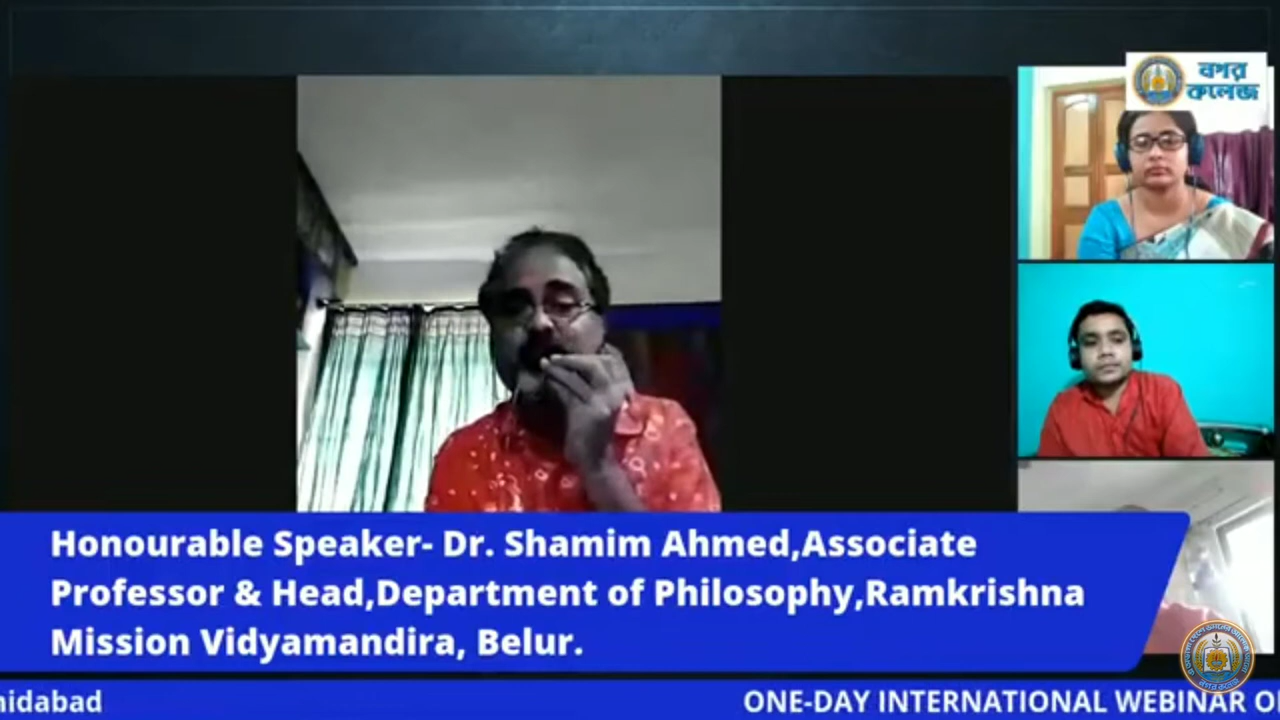 নগর
কলেজ
Honourable Speaker- Dr. Shamim Ahmed,Associate
Professor & Head,Department of Philosophy,Ramkrishna
Mission Vidyamandira, Belur.
hidabad
ONE-DAY INTERNATIONAL WEBINAR O